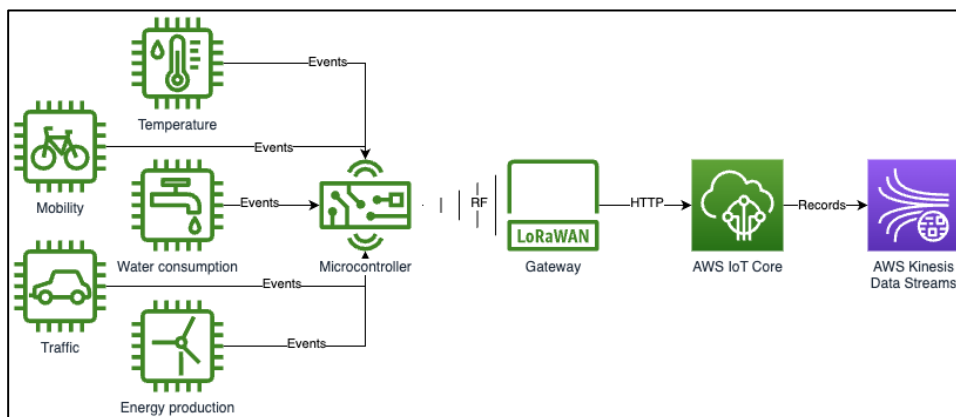 Events
Temperature
Events
Mobility
Events
RF
HTTP
Records
LoRaWAN
Water consumption
Microcontroller
Gateway
AWS IoT Core
AWS Kinesis
Data Streams
Events
Traffic
Events
Energy production